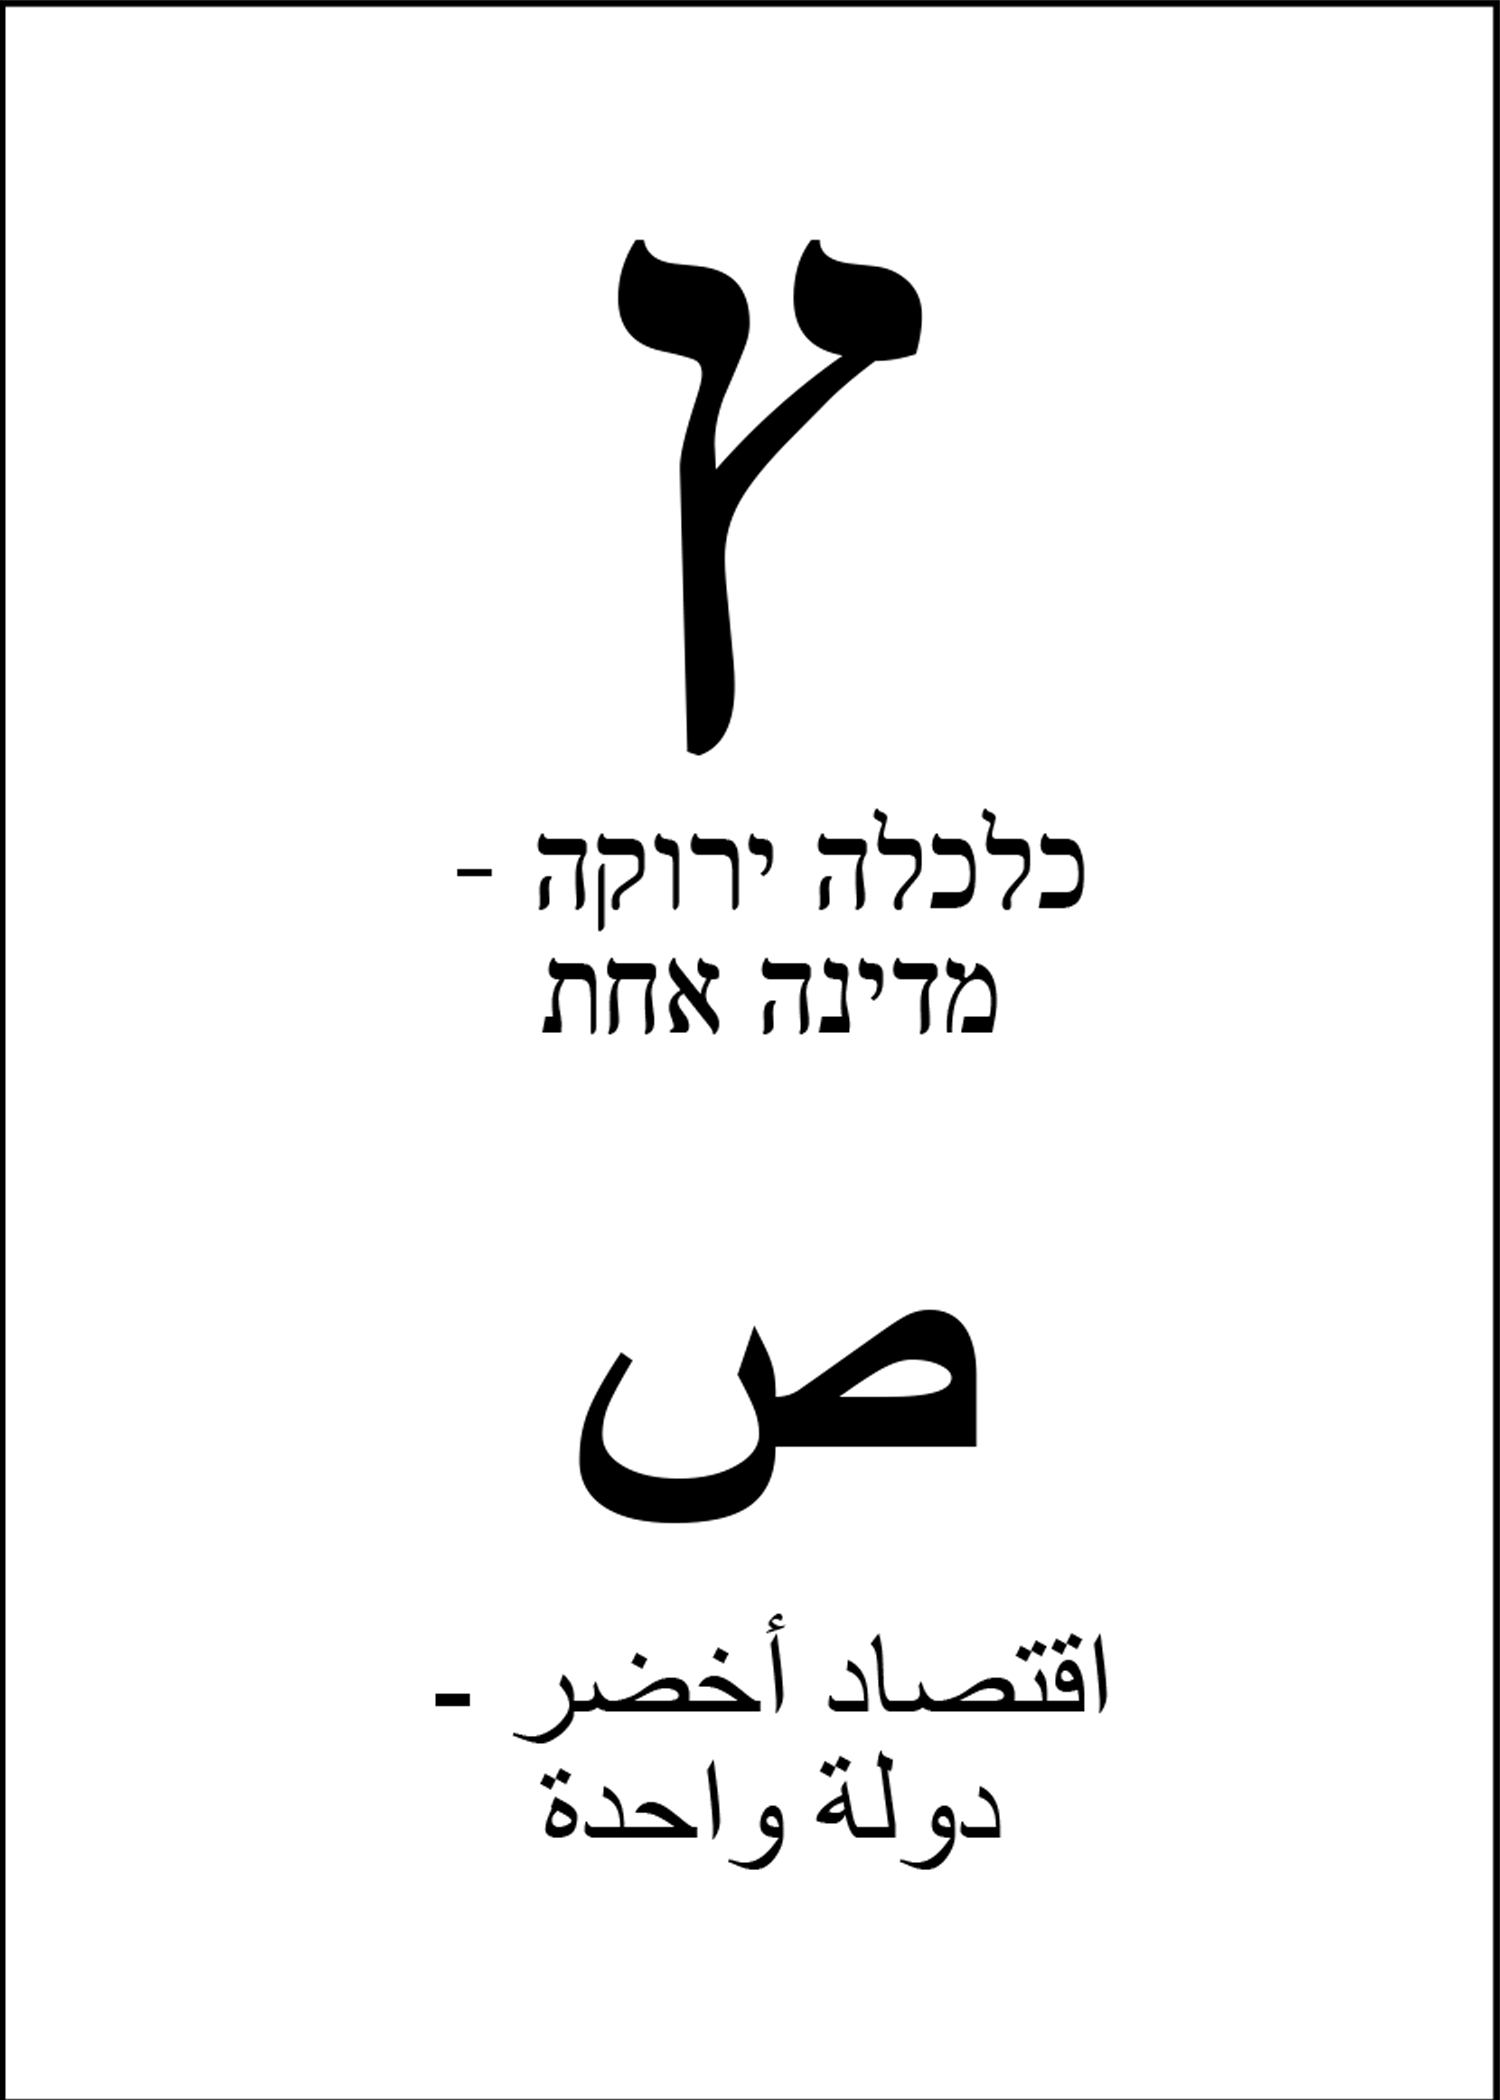 ץ
כלכלה ירוקה -
מדינה אחת
ص
اقتصاد أخضر -
دولة واحدة